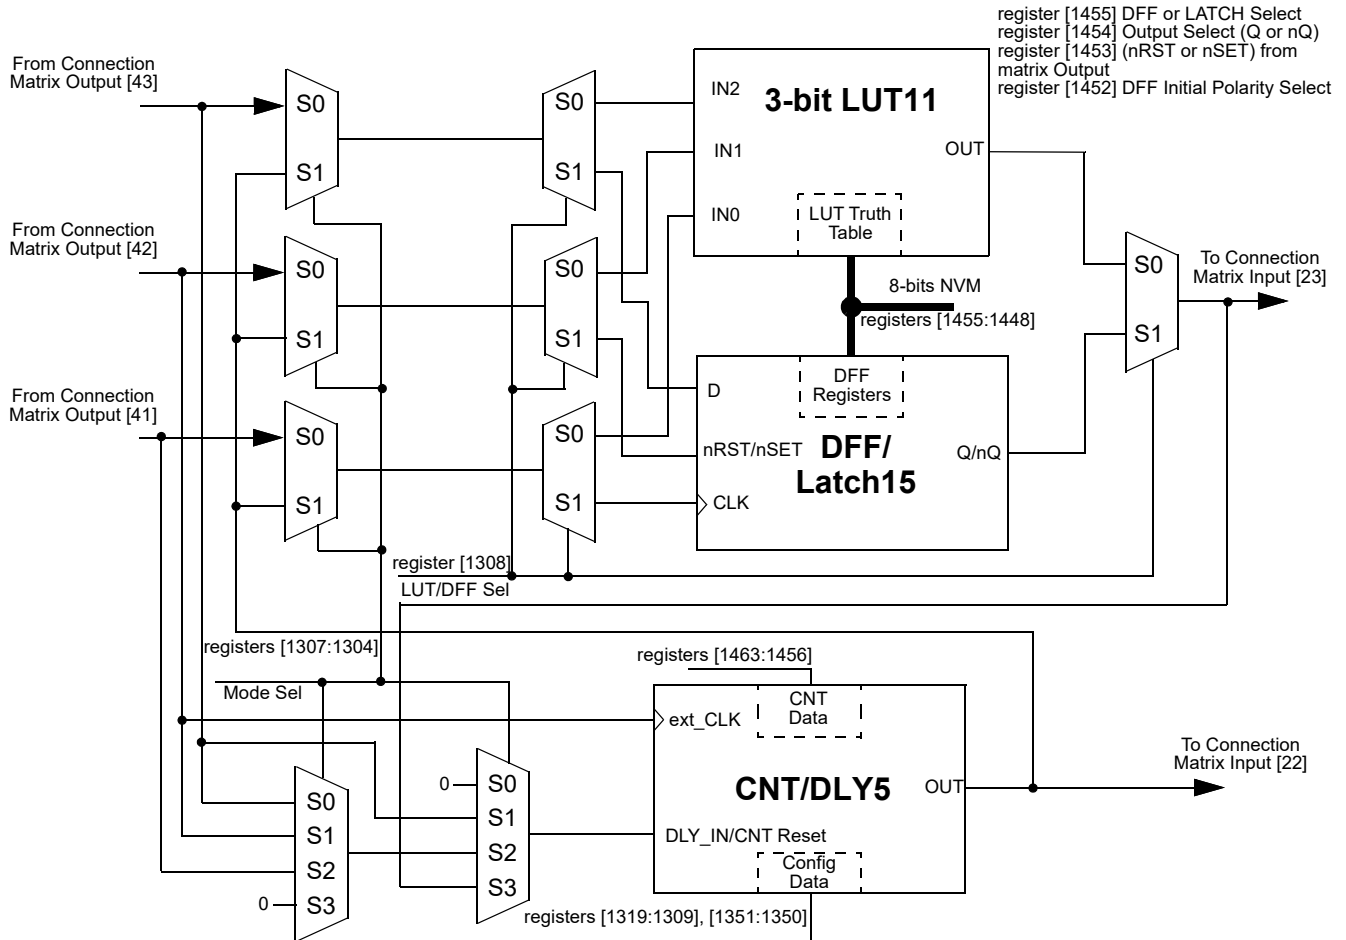 register [1455] DFF or LATCH Select
register [1454] Output Select (Q or nQ)
register [1453] (nRST or nSET) from
matrix Output
register [1452] DFF Initial Polarity Select
From Connection
Matrix Output [43]
S0
S1
S0
S1
IN2
3-bit LUT11
IN1
OUT
IN0
LUT Truth
Table
From Connection
Matrix Output [42]
S0
S1
S0
S1
8-bits NVM
registers [1455:1448]
S0
S1
To Connection
Matrix Input [23]
From Connection
Matrix Output [41]
S0
S1
S0
S1
DFF
Registers
D
nRST/nSET
DFF/
Latch15
Q/nQ
CLK
register [1308]
LUT/DFF Sel
registers [1307:1304]
Mode Sel
registers [1463:1456]
CNT
Data
ext_CLK
CNT/DLY5
OUT
To Connection
Matrix Input [22]
DLY_IN/CNT Reset
Config
Data
S0
S1
S2
S3
0
0
S0
S1
S2
S3
registers [1319:1309], [1351:1350]